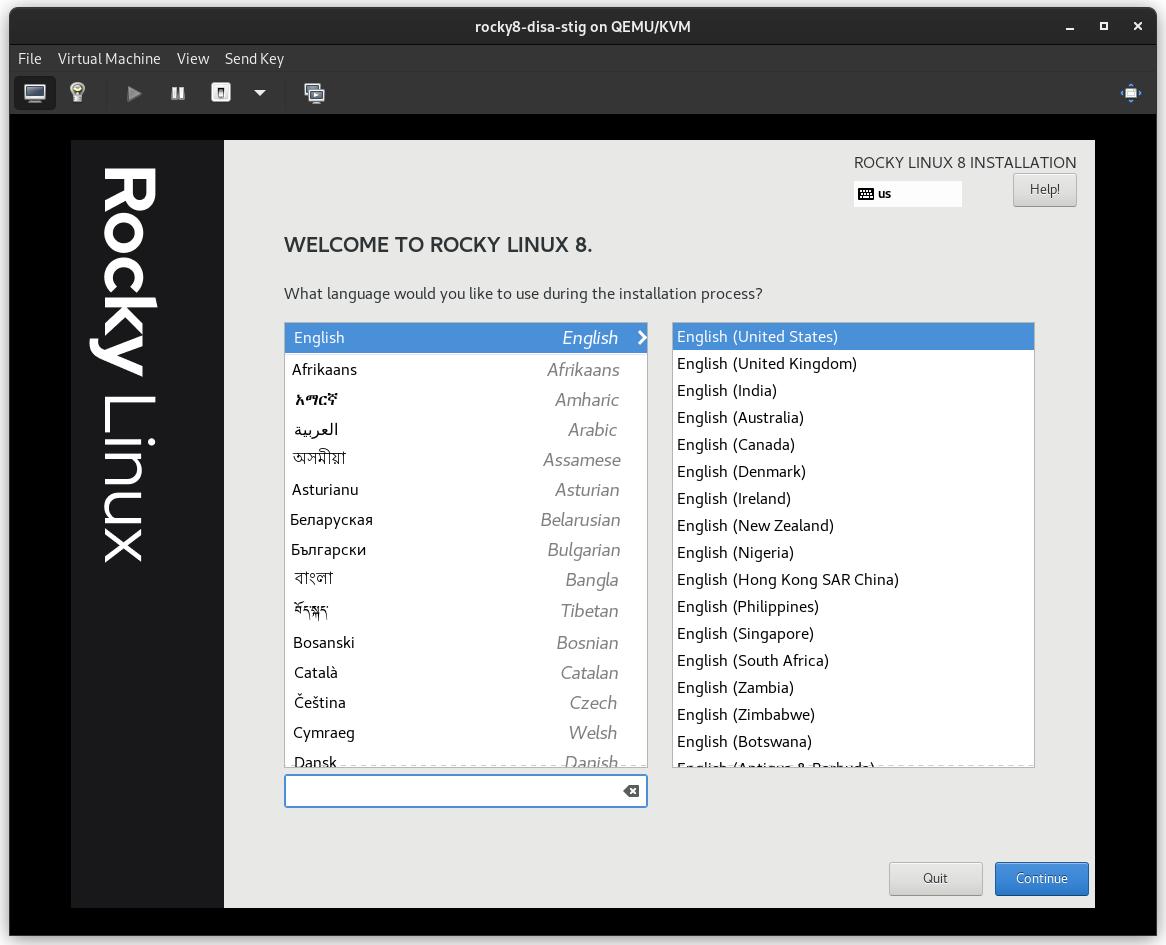 rocky8-disa-stig on QEMU/KVM
File Virtual Machine View Send Key
Rocky Linux
ROCKY LINUX 8 INSTALLATION
us
Help!
WELCOME TO ROCKY LINUX 8.
What language would you like to use during the installation process?
English English
Afrikaans Afrikaans
አማርኛ Amharic
العربية Arabic
অসমীয়া Assamese
Asturianu Asturian
Беларуская Belarusian
Български Bulgarian
বাংলা Bangla
བོད་སྐད་ Tibetan
Bosanski Bosnian
Català Catalan
Čeština Czech
Cymraeg Welsh
Dansk Danish
English (United States)
English (United Kingdom)
English (India)
English (Australia)
English (Canada)
English (Denmark)
English (Ireland)
English (New Zealand)
English (Nigeria)
English (Hong Kong SAR China)
English (Philippines)
English (Singapore)
English (South Africa)
English (Zambia)
English (Zimbabwe)
English (Botswana)
English (Antigua & Barbuda)
Quit
Continue